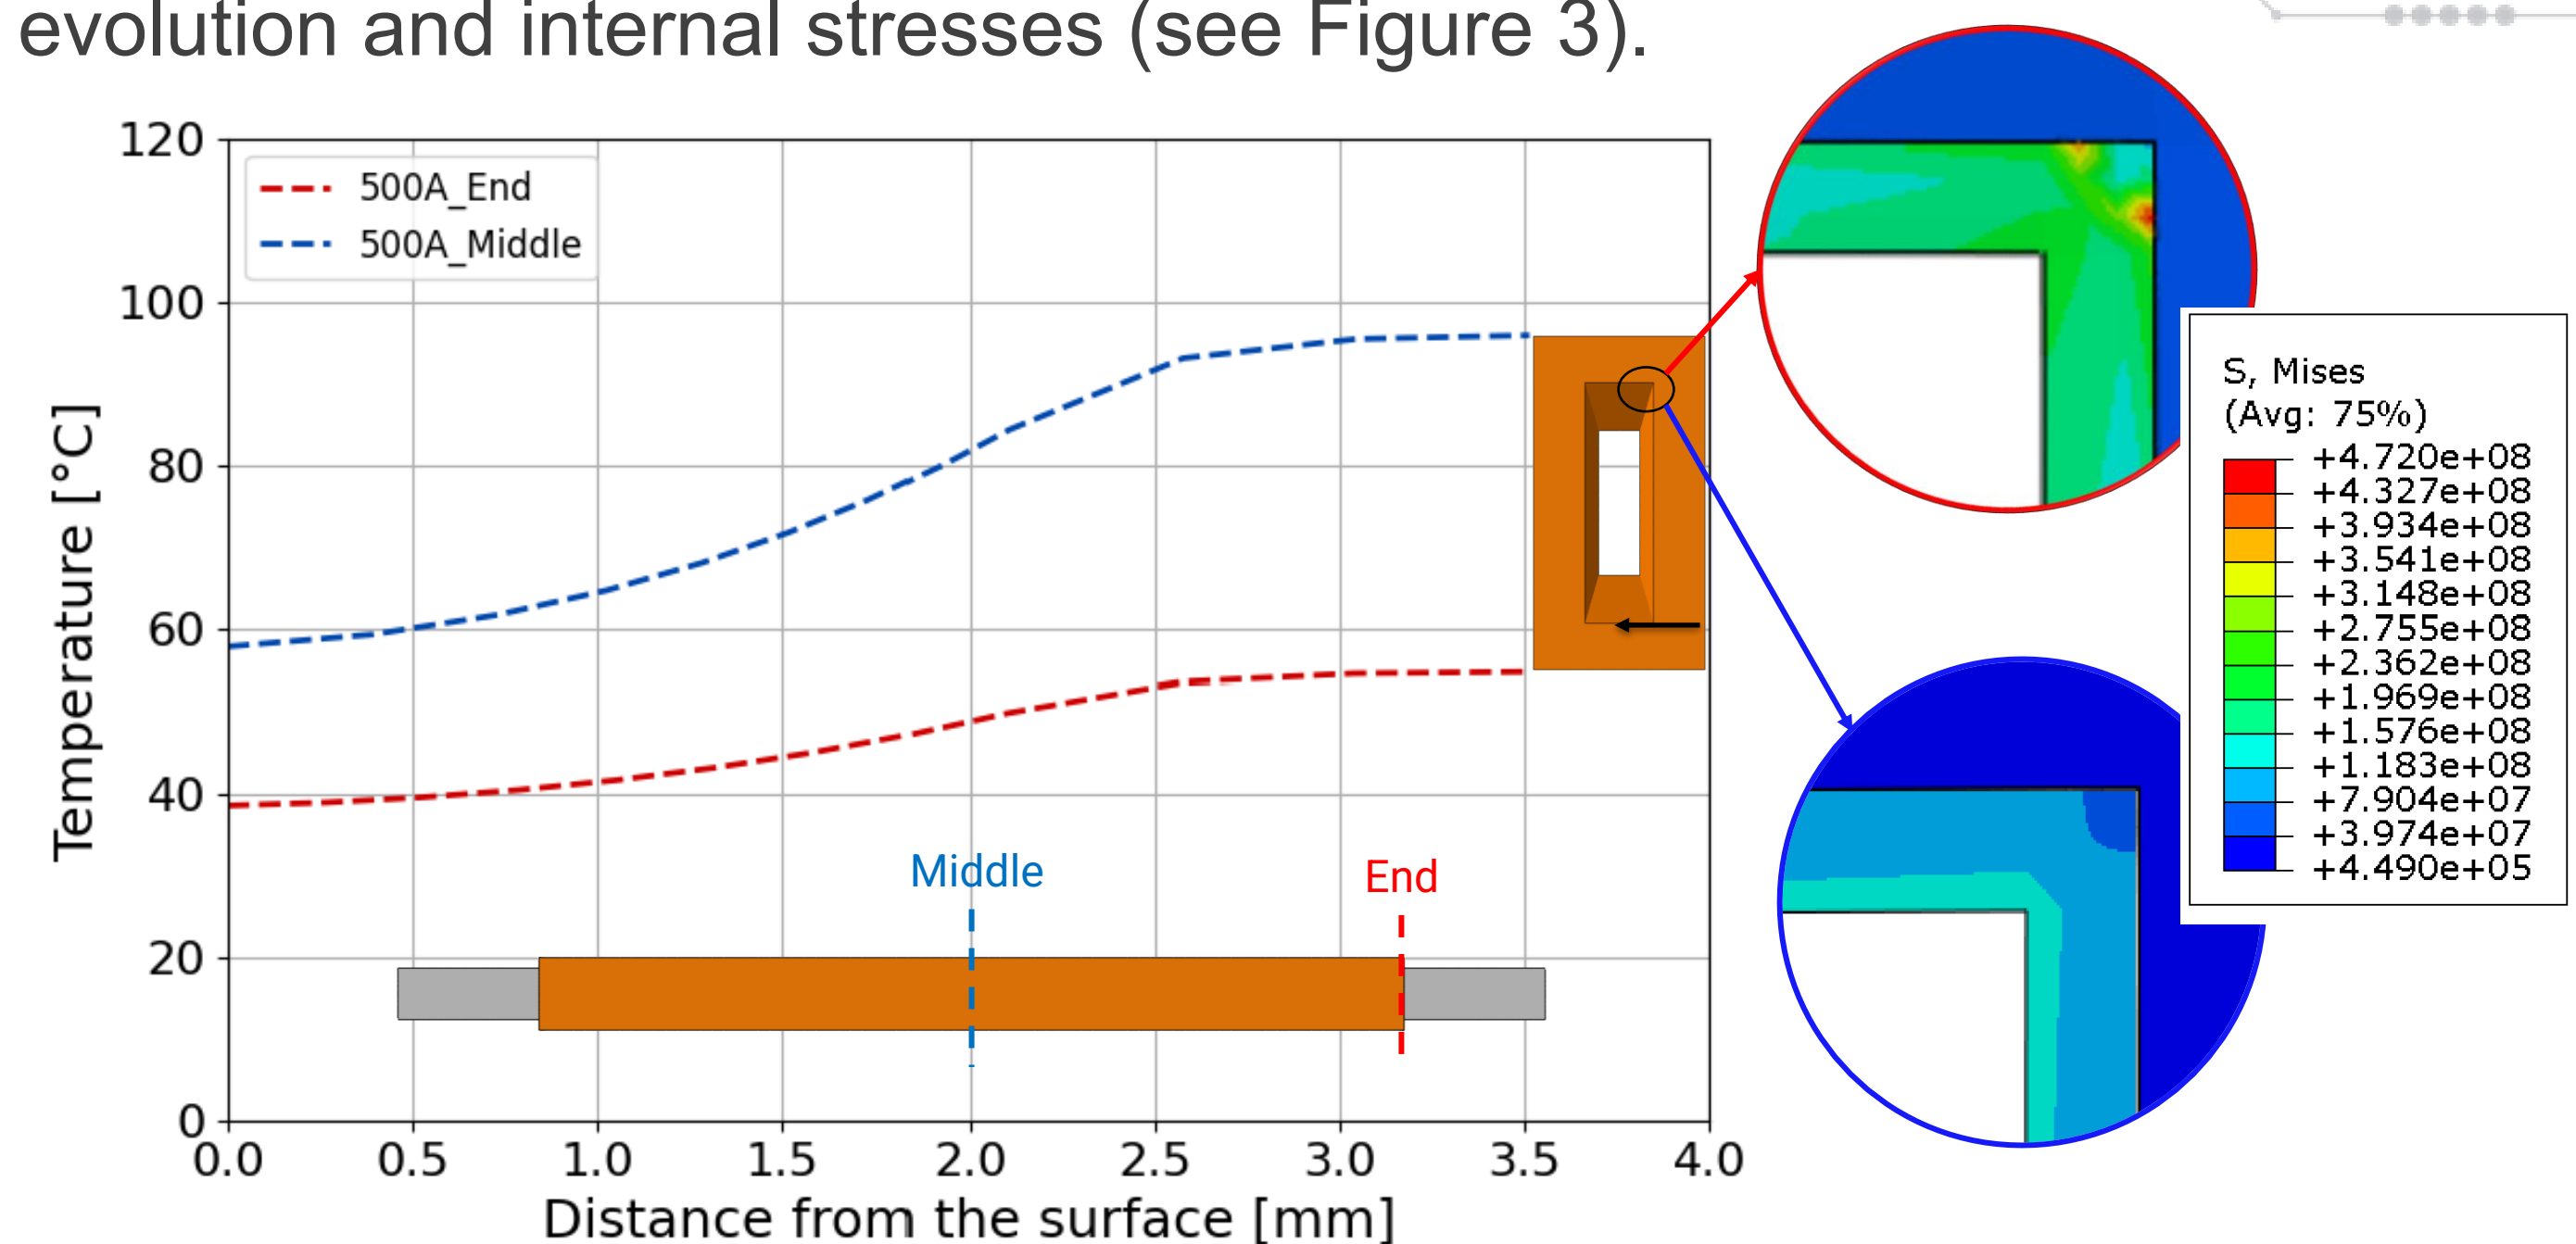 evolution and internal stresses (see Figure 3).
120
100
80
60
40
20
0
Temperature [°C]
500A_End
500A_Middle
Middle
End
0.0 0.5 1.0 1.5 2.0 2.5 3.0 3.5 4.0
Distance from the surface [mm]
S, Mises
(Avg: 75%)
+4.720e+08
+4.327e+08
+3.934e+08
+3.541e+08
+3.148e+08
+2.755e+08
+2.362e+08
+1.969e+08
+1.576e+08
+1.183e+08
+7.904e+07
+3.974e+07
+4.490e+05